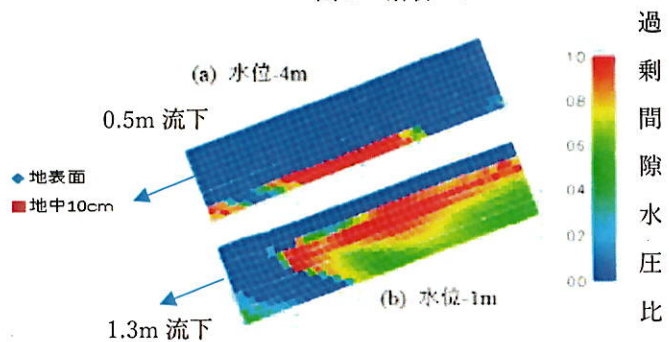 (a) 水位-4m
0.5m 流下
◆ 地表面
■ 地中10cm
(b) 水位-1m
1.3m 流下
1.0
0.8
0.6
0.4
0.2
0.0
過剰間隙水圧比